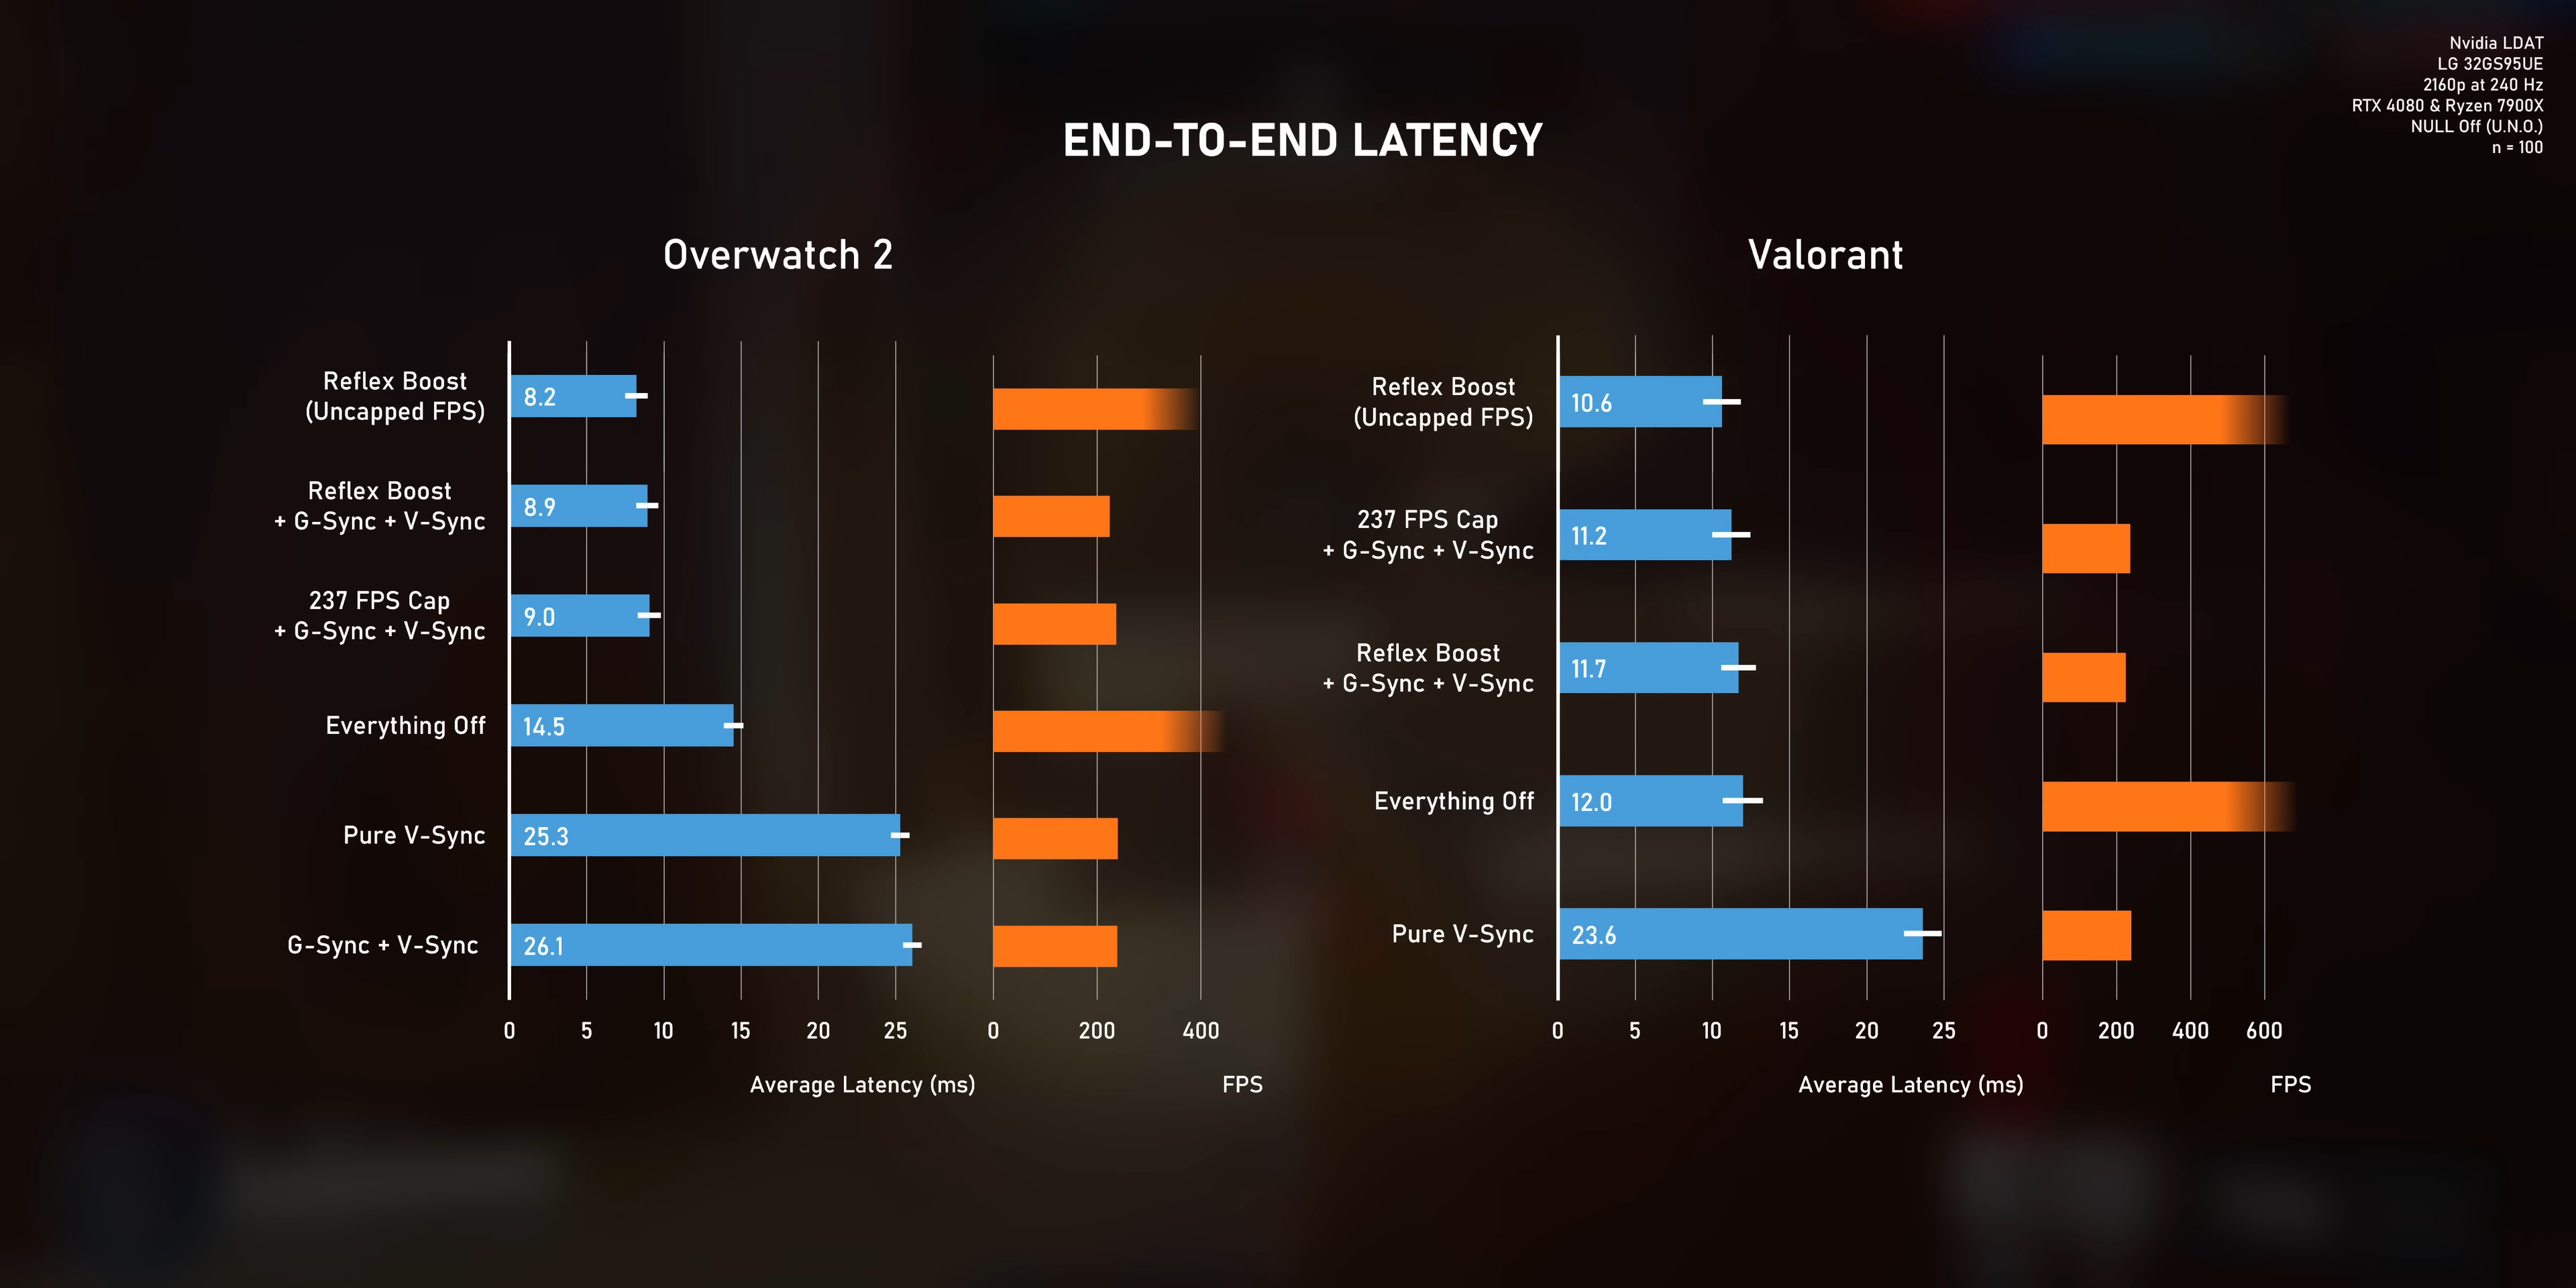 Nvidia LDAT
LG 32GS95UE
2160p at 240 Hz
RTX 4080 & Ryzen 7900X
NULL Off (U.N.O.)
n = 100
END-TO-END LATENCY
Overwatch 2
Reflex Boost
(Uncapped FPS)
8.2
Reflex Boost
+ G-Sync + V-Sync
8.9
237 FPS Cap
+ G-Sync + V-Sync
9.0
Everything Off
14.5
Pure V-Sync
25.3
G-Sync + V-Sync
26.1
0 5 10 15 20 25
0 200 400
Average Latency (ms)
FPS
Valorant
Reflex Boost
(Uncapped FPS)
10.6
237 FPS Cap
+ G-Sync + V-Sync
11.2
Reflex Boost
+ G-Sync + V-Sync
11.7
Everything Off
12.0
Pure V-Sync
23.6
0 5 10 15 20 25
0 200 400 600
Average Latency (ms)
FPS